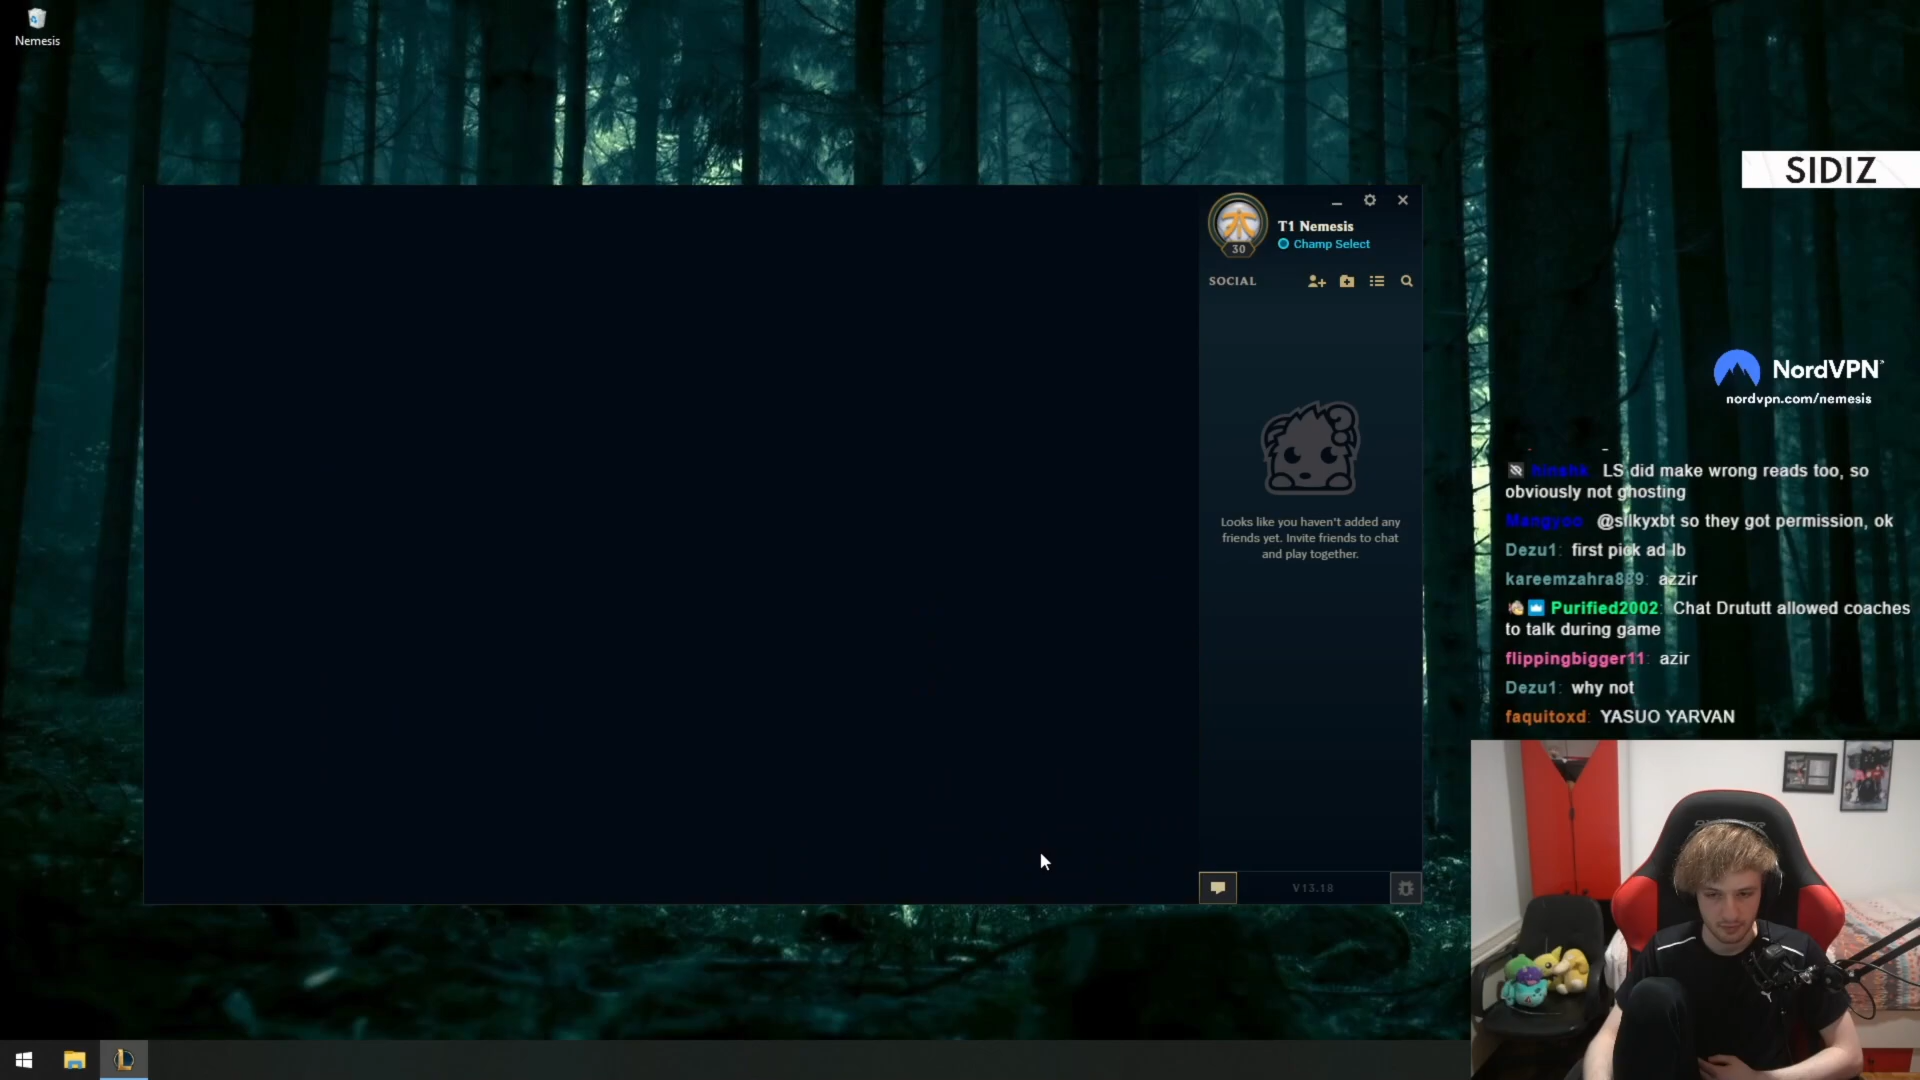 Nemesis
SIDIZ
T1 Nemesis
30
Champ Select
SOCIAL
NordVPN
nordvpn.com/nemesis
LS did make wrong reads too, so
obviously not ghosting
Mangyoo @silkyxbt so they got permission, ok
Dezu1: first pick ad lb
kareemzahra889: azzir
Purified2002: Chat Drututt allowed coaches
to talk during game
flippingbigger11: azir
Dezu1: why not
faquitoxd: YASUO YARVAN
Looks like you haven't added any
friends yet. Invite friends to chat
and play together.
V13.18